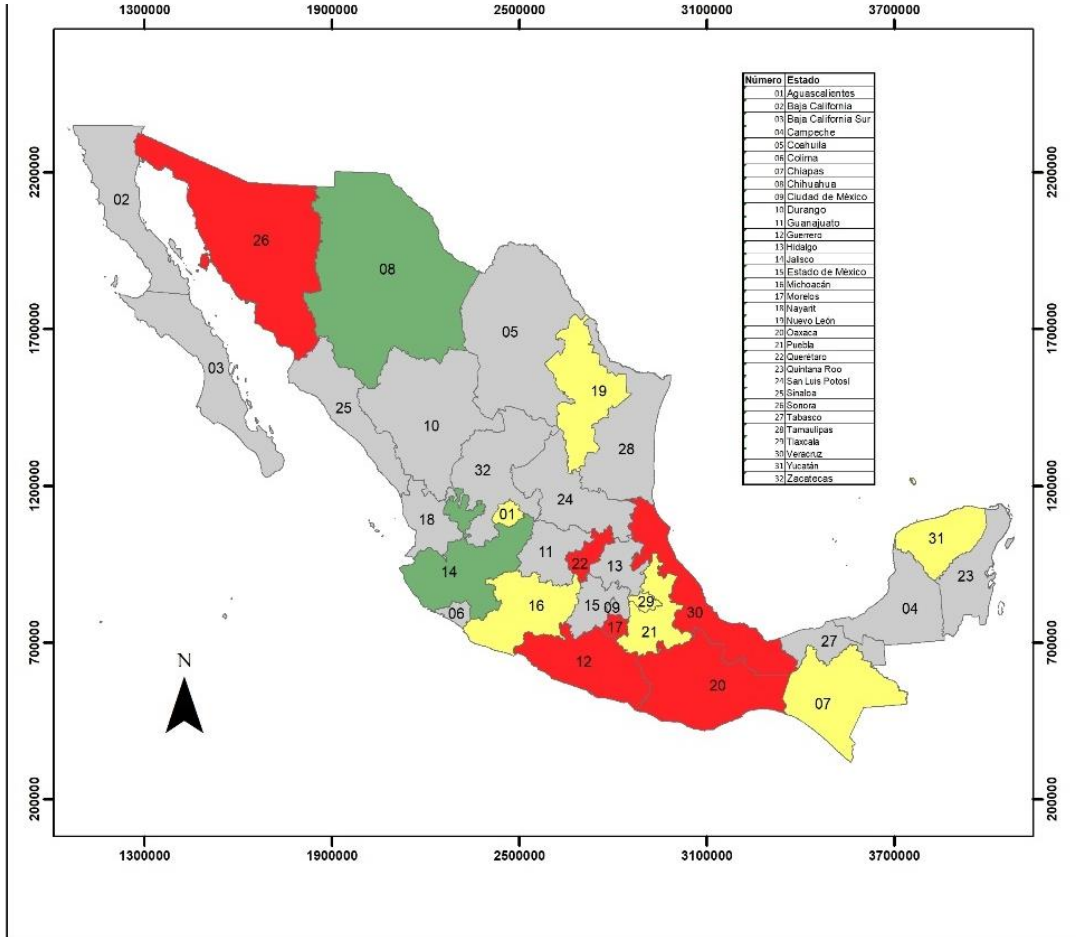 1300000 1900000 2500000 3100000 3700000
Número Estado
01 Aguascalientes
02 Baja California
03 Baja California Sur
04 Campeche
05 Coahuila
06 Colima
07 Chiapas
08 Chihuahua
09 Ciudad de México
10 Durango
11 Guanajuato
12 Guerrero
13 Hidalgo
14 Jalisco
15 Estado de México
16 Michoacán
17 Morelos
18 Nayarit
19 Nuevo León
20 Oaxaca
21 Puebla
22 Querétaro
23 Quintana Roo
24 San Luis Potosí
25 Sinaloa
26 Sonora
27 Tabasco
28 Tamaulipas
29 Tlaxcala
30 Veracruz
31 Yucatán
32 Zacatecas
2200000
2200000
02
26
08
1700000
05
1700000
03
19
25
10
28
32
1200000
24
1200000
01
18
31
11
22
13
14
23
16
15
09
29
06
04
30
17
21
700000
27
700000
12
N
20
07
200000
200000
1300000 1900000 2500000 3100000 3700000